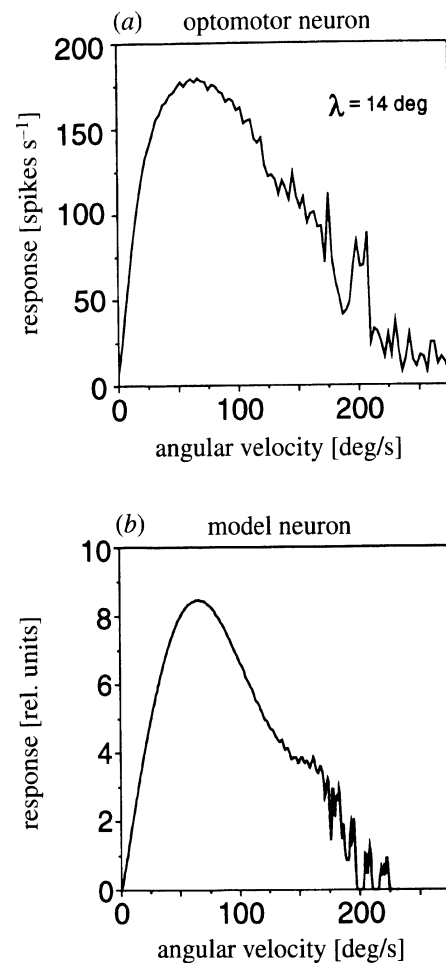 (a) optomotor neuron
200
λ = 14 deg
150
100
50
0
response [spikes s⁻¹]
0 100 200
angular velocity [deg/s]
(b) model neuron
10
8
6
4
2
0
response [rel. units]
0 100 200
angular velocity [deg/s]